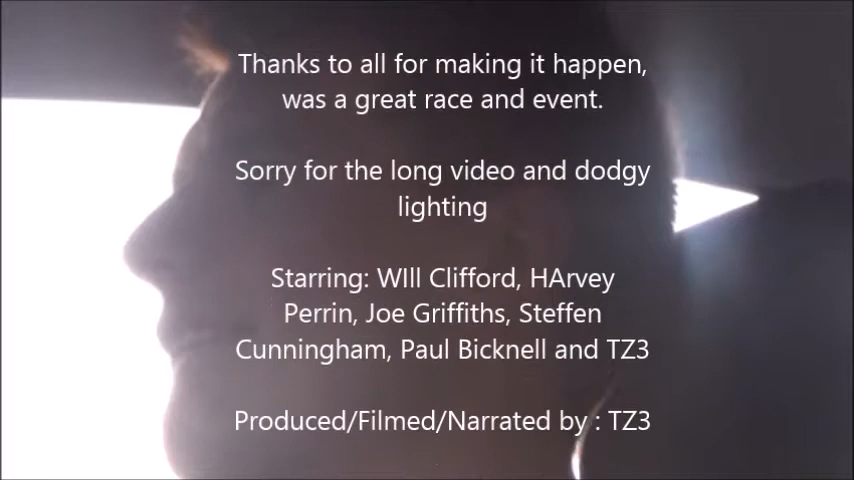 Thanks to all for making it happen,
was a great race and event.
Sorry for the long video and dodgy
lighting
Starring: WIll Clifford, HArvey
Perrin, Joe Griffiths, Steffen
Cunningham, Paul Bicknell and TZ3
Produced/Filmed/Narrated by : TZ3